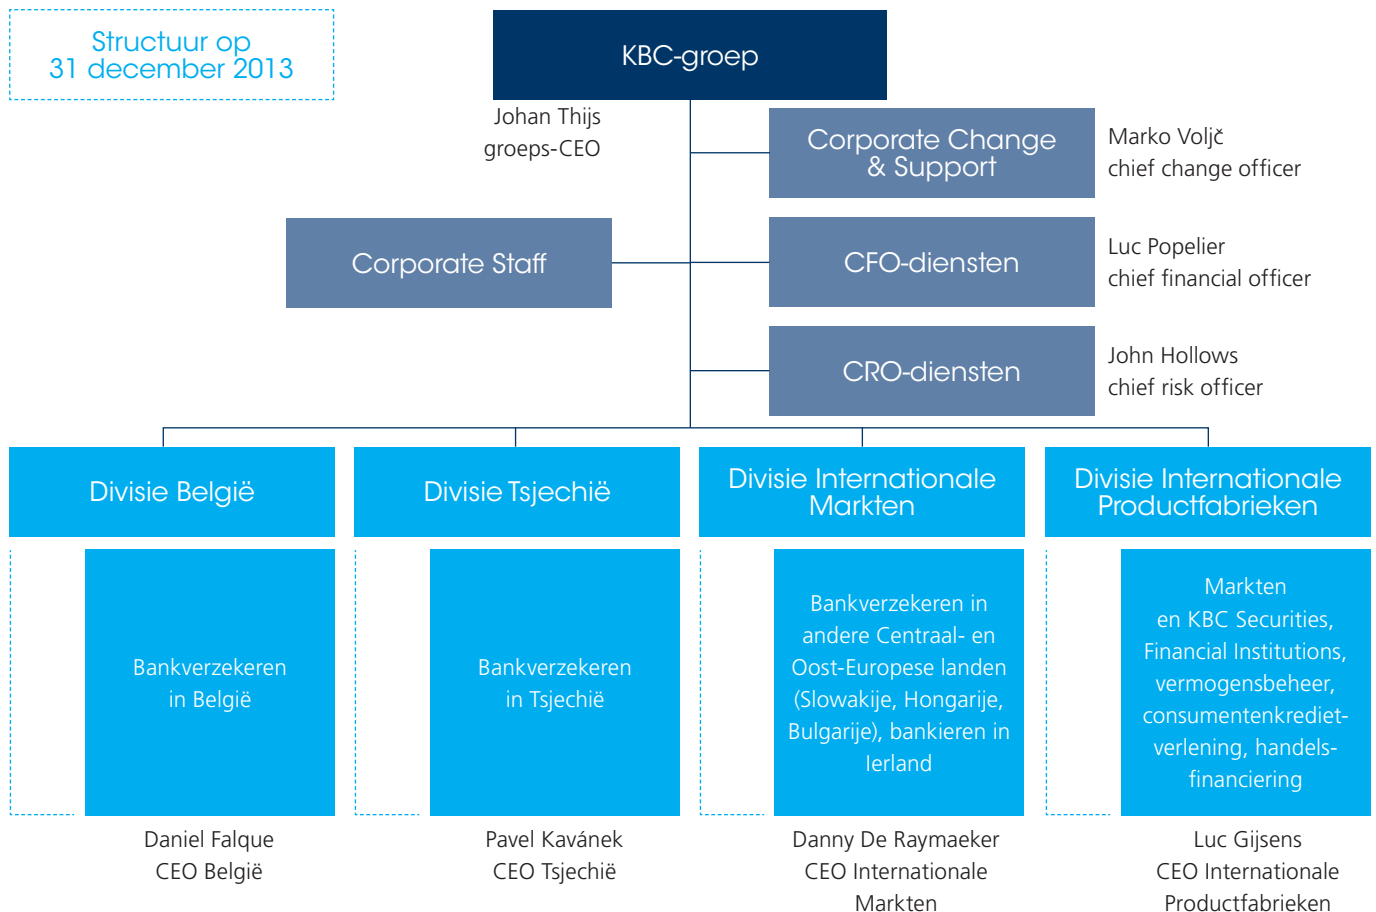 Structuur op
31 december 2013
KBC-groep
Johan Thijs
groeps-CEO
Corporate Change
& Support
Marko Voljč
chief change officer
Corporate Staff
CFO-diensten
Luc Popelier
chief financial officer
CRO-diensten
John Hollows
chief risk officer
Divisie België
Divisie Tsjechië
Divisie Internationale
Markten
Divisie Internationale
Productfabrieken
Bankverzekeren
in België
Bankverzekeren
in Tsjechië
Bankverzekeren in
andere Centraal- en
Oost-Europese landen
(Slowakije, Hongarije,
Bulgarije), bankieren in
Ierland
Markten
en KBC Securities,
Financial Institutions,
vermogensbeheer,
consumentenkrediet-
verlening, handels-
financiering
Daniel Falque
CEO België
Pavel Kavánek
CEO Tsjechië
Danny De Raymaeker
CEO Internationale
Markten
Luc Gijsens
CEO Internationale
Productfabrieken